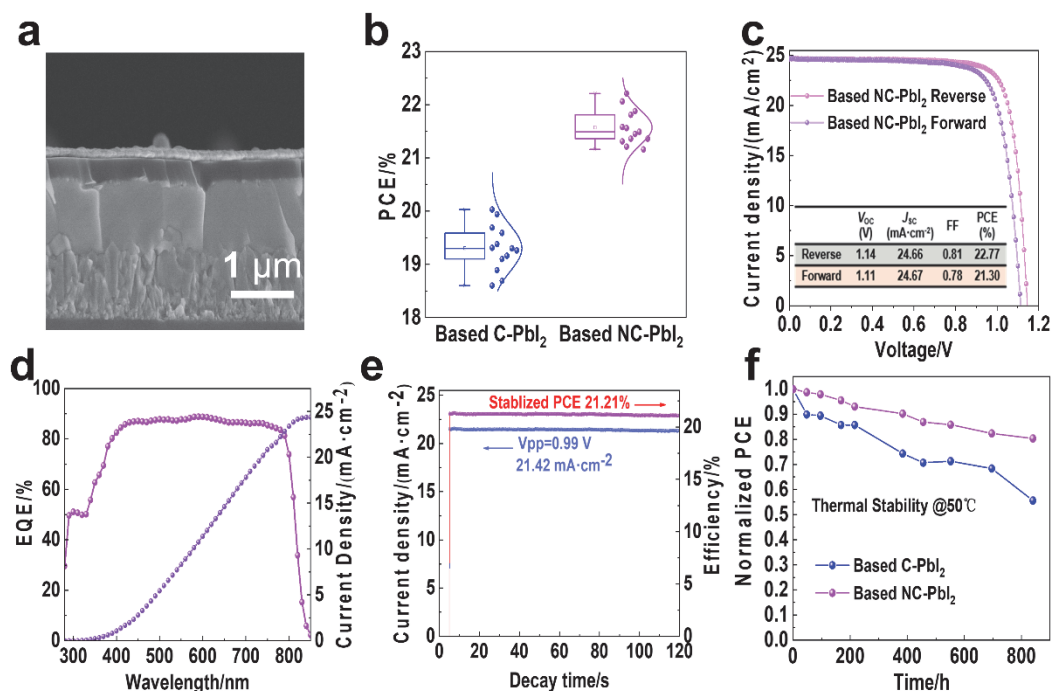 a
1 µm
b
PCE/%
23
22
21
20
19
18
Based C-PbI₂
Based NC-PbI₂
c
Current density/(mA/cm²)
25
20
15
10
5
0
Based NC-PbI₂ Reverse
Based NC-PbI₂ Forward
V_OC (V) J_SC (mA·cm⁻²) FF PCE (%)
Reverse 1.14 24.66 0.81 22.77
Forward 1.11 24.67 0.78 21.30
0.0 0.2 0.4 0.6 0.8 1.0 1.2
Voltage/V
d
EQE/%
100
80
60
40
20
0
300 400 500 600 700 800
Wavelength/nm
25
20
15
10
5
0
Current Density/(mA·cm⁻²)
e
Current density/(mA·cm⁻²)
25
23
20
18
15
13
10
8
5
3
0
Stablized PCE 21.21%
Vpp=0.99 V
21.42 mA·cm⁻²
0 20 40 60 80 100 120
Decay time/s
20
15
10
5
0
Efficiency/%
f
Normalized PCE
1.0
0.9
0.8
0.7
0.6
0.5
0.4
0.3
0.2
0.1
0
Thermal Stability @50℃
Based C-PbI₂
Based NC-PbI₂
0 200 400 600 800
Time/h